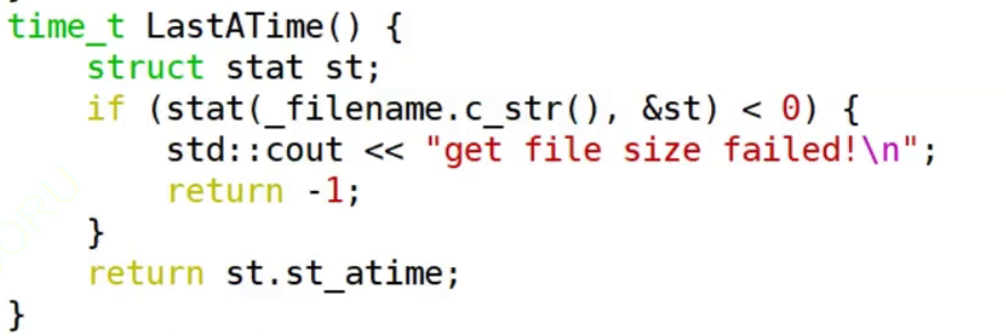 time_t LastATime() {
    struct stat st;
    if (stat(_filename.c_str(), &st) < 0) {
        std::cout << "get file size failed!\n";
        return -1;
    }
    return st.st_atime;
}